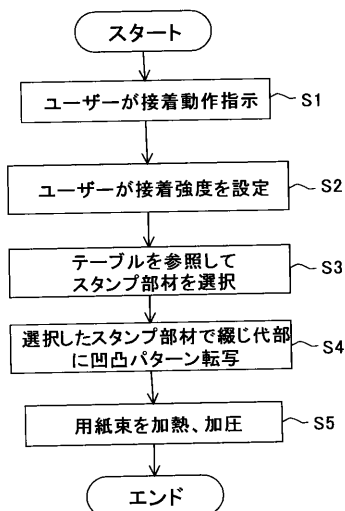 スタート
ユーザーが接着動作指示
S1
ユーザーが接着強度を設定
S2
テーブルを参照して
スタンプ部材を選択
S3
選択したスタンプ部材で綴じ代部
に凹凸パターン転写
S4
用紙束を加熱、加圧
S5
エンド